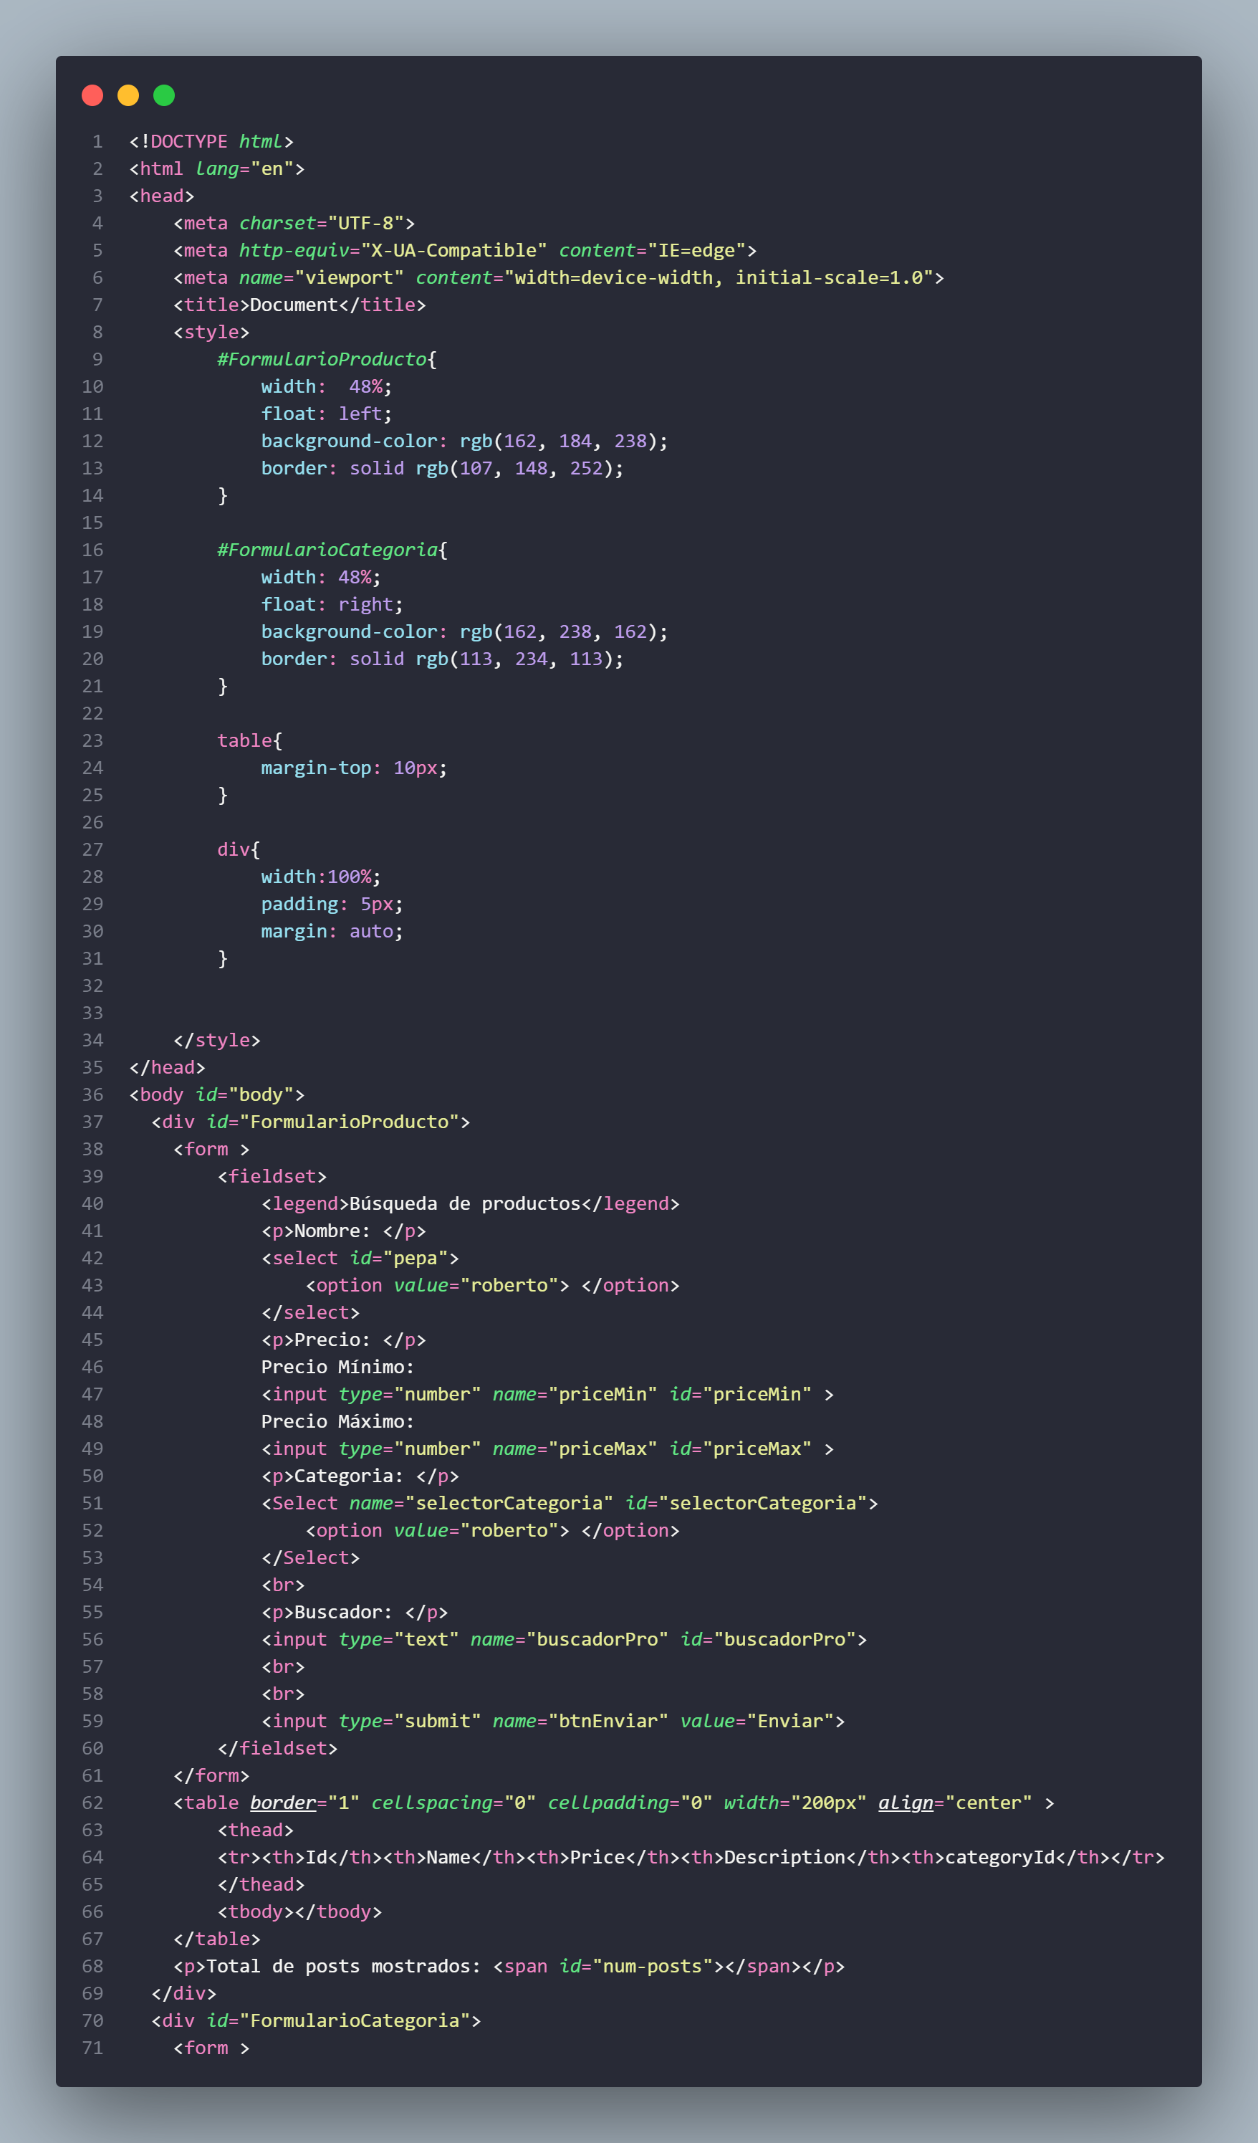 1 <!DOCTYPE html>
2 <html lang="en">
3 <head>
4     <meta charset="UTF-8">
5     <meta http-equiv="X-UA-Compatible" content="IE=edge">
6     <meta name="viewport" content="width=device-width, initial-scale=1.0">
7     <title>Document</title>
8     <style>
9         #FormularioProducto{
10             width:  48%;
11             float: left;
12             background-color: rgb(162, 184, 238);
13             border: solid rgb(107, 148, 252);
14         }
15
16         #FormularioCategoria{
17             width: 48%;
18             float: right;
19             background-color: rgb(162, 238, 162);
20             border: solid rgb(113, 234, 113);
21         }
22
23         table{
24             margin-top: 10px;
25         }
26
27         div{
28             width:100%;
29             padding: 5px;
30             margin: auto;
31         }
32
33
34     </style>
35 </head>
36 <body id="body">
37   <div id="FormularioProducto">
38     <form >
39         <fieldset>
40             <legend>Búsqueda de productos</legend>
41             <p>Nombre: </p>
42             <select id="pepa">
43                 <option value="roberto"> </option>
44             </select>
45             <p>Precio: </p>
46             Precio Mínimo:
47             <input type="number" name="priceMin" id="priceMin" >
48             Precio Máximo:
49             <input type="number" name="priceMax" id="priceMax" >
50             <p>Categoria: </p>
51             <Select name="selectorCategoria" id="selectorCategoria">
52                 <option value="roberto"> </option>
53             </Select>
54             <br>
55             <p>Buscador: </p>
56             <input type="text" name="buscadorPro" id="buscadorPro">
57             <br>
58             <br>
59             <input type="submit" name="btnEnviar" value="Enviar">
60         </fieldset>
61     </form>
62     <table border="1" cellspacing="0" cellpadding="0" width="200px" align="center" >
63         <thead>
64         <tr><th>Id</th><th>Name</th><th>Price</th><th>Description</th><th>categoryId</th></tr>
65         </thead>
66         <tbody></tbody>
67     </table>
68     <p>Total de posts mostrados: <span id="num-posts"></span></p>
69   </div>
70   <div id="FormularioCategoria">
71     <form >